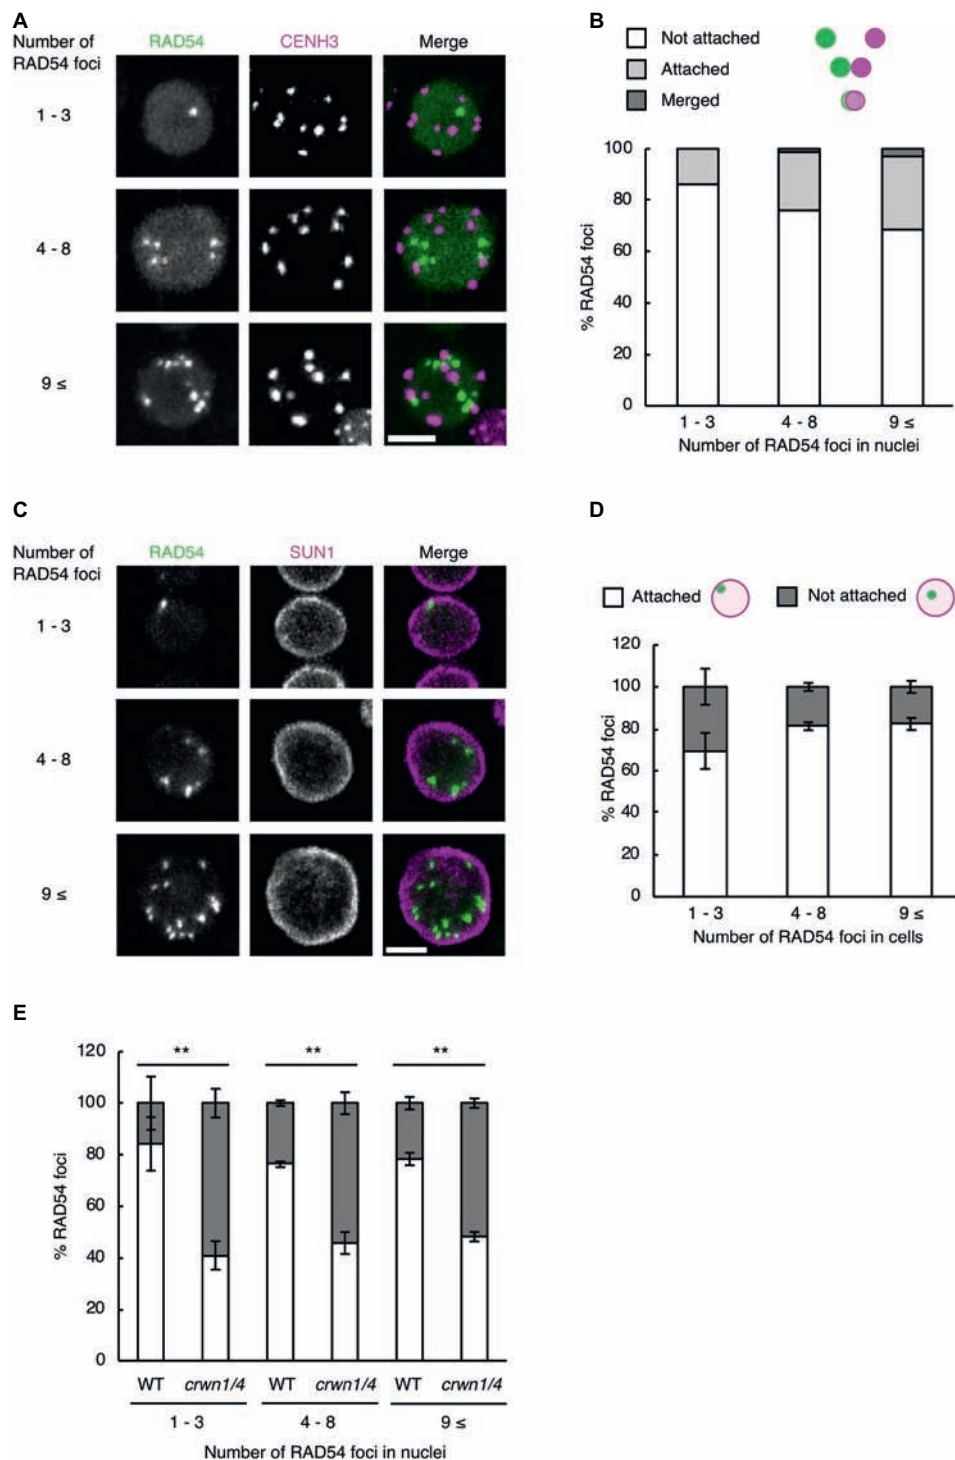 A
Number of RAD54 foci
RAD54 CENH3 Merge
1 - 3
4 - 8
9 ≤
B
Not attached
Attached
Merged
100
80
60
40
20
0
% RAD54 foci
1 - 3 4 - 8 9 ≤
Number of RAD54 foci in nuclei
C
Number of
RAD54 foci
RAD54 SUN1 Merge
1 - 3
4 - 8
9 ≤
D
Attached Not attached
120
100
80
60
40
20
0
% RAD54 foci
1 - 3 4 - 8 9 ≤
Number of RAD54 foci in cells
E
** ** **
120
100
80
60
40
20
0
% RAD54 foci
WT crwn1/4 WT crwn1/4 WT crwn1/4
1 - 3 4 - 8 9 ≤
Number of RAD54 foci in nuclei